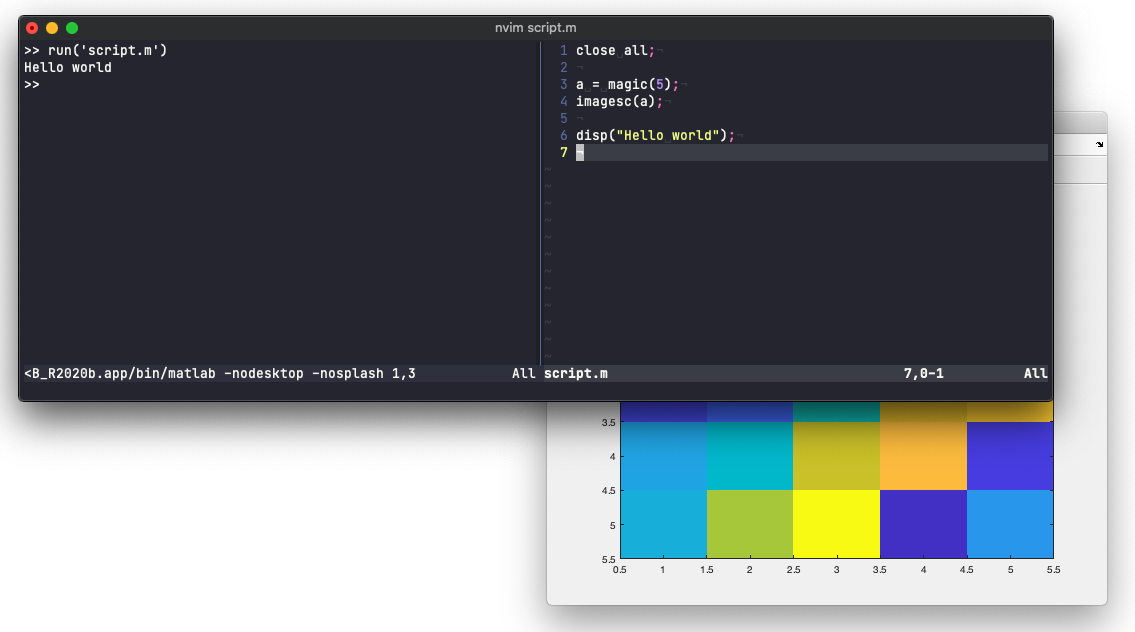 nvim script.m
>> run('script.m')
Hello world
>>
<B_R2020b.app/bin/matlab -nodesktop -nosplash 1,3 All
1 close all;¬
2 ¬
3 a = magic(5);¬
4 imagesc(a);¬
5 ¬
6 disp("Hello world");¬
7 ¬
~
~
~
~
~
~
~
~
~
~
~
~
script.m 7,0-1 All
3.5
4
4.5
5
5.5
0.5 1 1.5 2 2.5 3 3.5 4 4.5 5 5.5